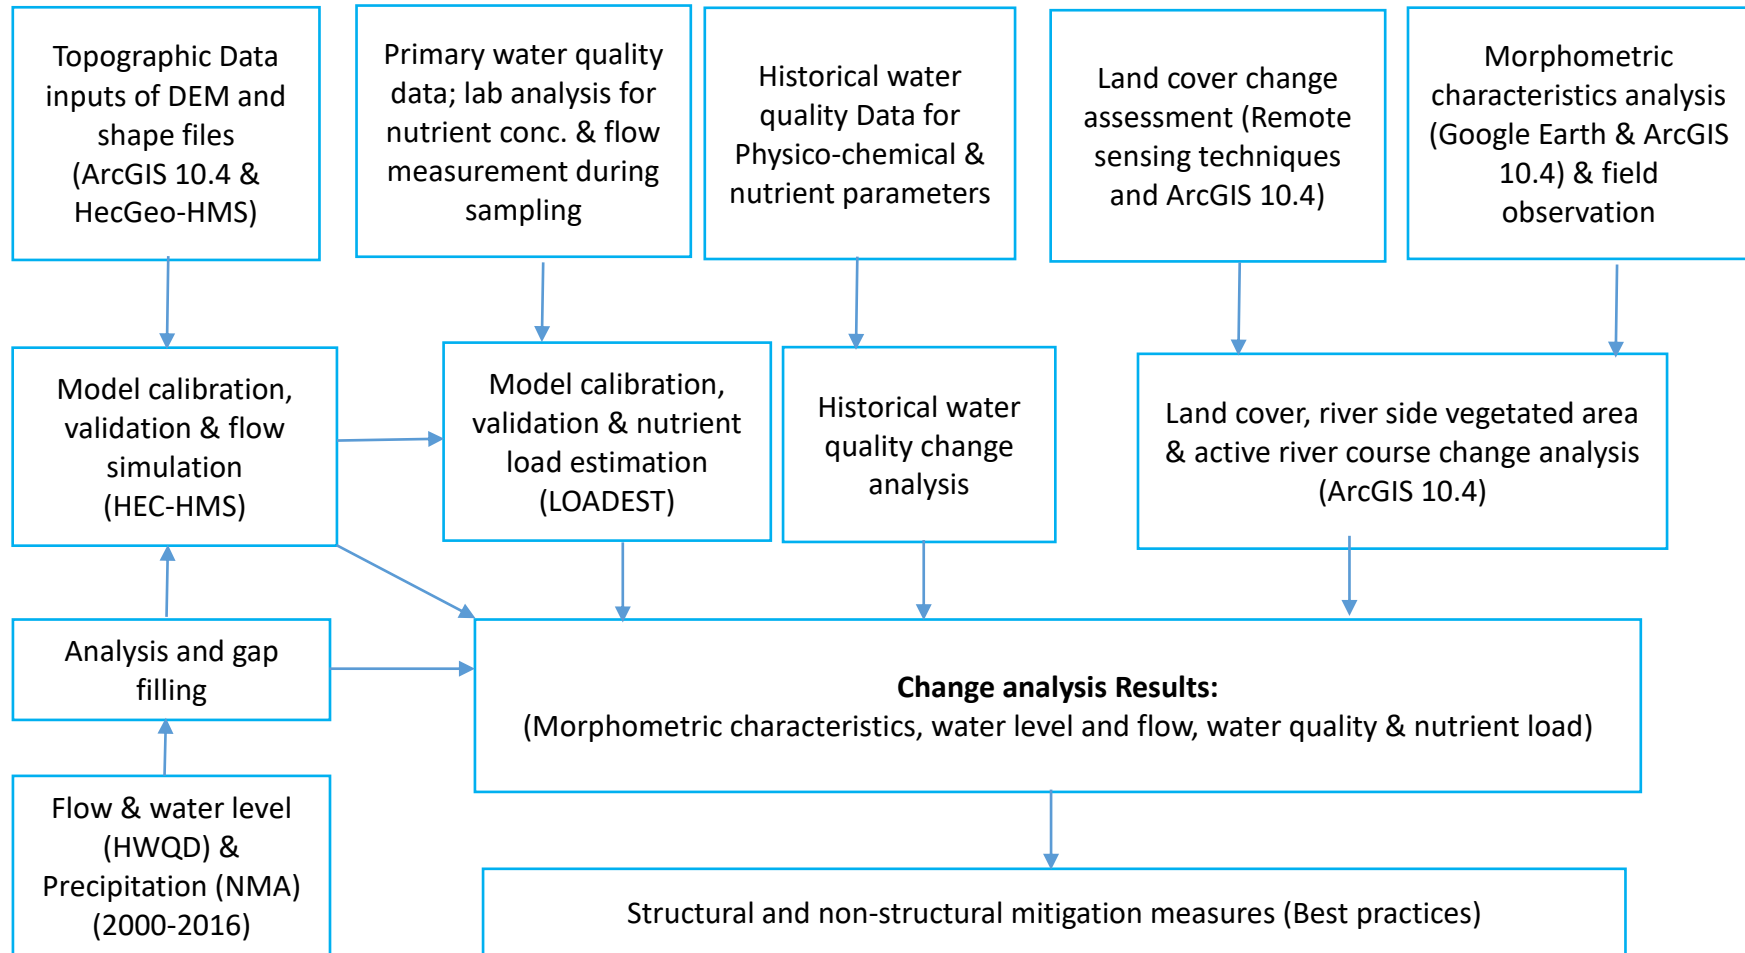 Topographic Data
inputs of DEM and
shape files
(ArcGIS 10.4 &
HecGeo-HMS)
Primary water quality
data; lab analysis for
nutrient conc. & flow
measurement during
sampling
Historical water
quality Data for
Physico-chemical &
nutrient parameters
Land cover change
assessment (Remote
sensing techniques
and ArcGIS 10.4)
Morphometric
characteristics analysis
(Google Earth & ArcGIS
10.4) & field
observation
Model calibration,
validation & flow
simulation
(HEC-HMS)
Model calibration,
validation & nutrient
load estimation
(LOADEST)
Historical water
quality change
analysis
Land cover, river side vegetated area
& active river course change analysis
(ArcGIS 10.4)
Analysis and gap
filling
Change analysis Results:
(Morphometric characteristics, water level and flow, water quality & nutrient load)
Flow & water level
(HWQD) &
Precipitation (NMA)
(2000-2016)
Structural and non-structural mitigation measures (Best practices)